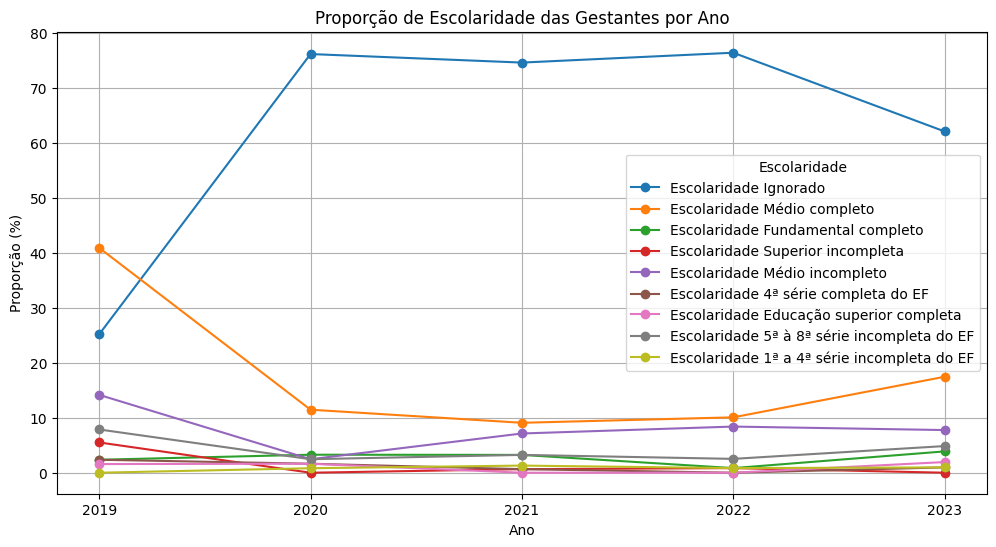 Proporção de Escolaridade das Gestantes por Ano
Proporção (%)
80
70
60
50
40
30
20
10
0
Escolaridade
Escolaridade Ignorado
Escolaridade Médio completo
Escolaridade Fundamental completo
Escolaridade Superior incompleta
Escolaridade Médio incompleto
Escolaridade 4ª série completa do EF
Escolaridade Educação superior completa
Escolaridade 5ª à 8ª série incompleta do EF
Escolaridade 1ª a 4ª série incompleta do EF
2019 2020 2021 2022 2023
Ano